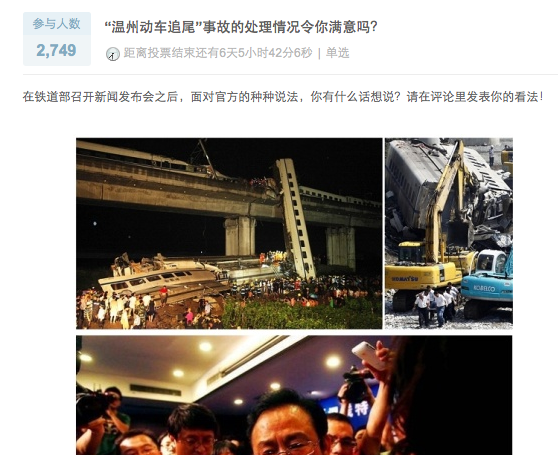 参与人数
2,749
“温州动车追尾”事故的处理情况令你满意吗?
距离投票结束还有6天5小时42分6秒 | 单选
在铁道部召开新闻发布会之后，面对官方的种种说法，你有什么话想说？请在评论里发表你的看法！
KOMATSU
KOBELCO